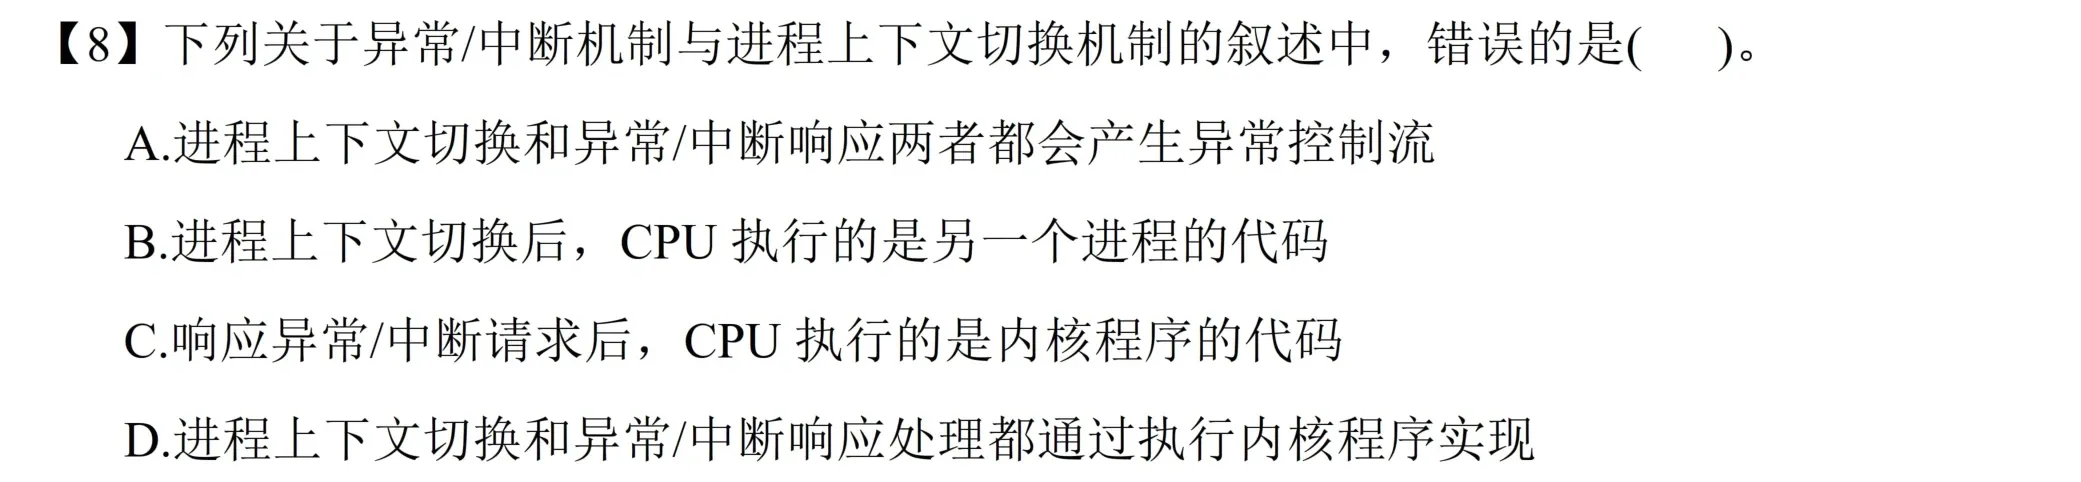 【8】下列关于异常/中断机制与进程上下文切换机制的叙述中，错误的是(　)。
A.进程上下文切换和异常/中断响应两者都会产生异常控制流
B.进程上下文切换后，CPU 执行的是另一个进程的代码
C.响应异常/中断请求后，CPU 执行的是内核程序的代码
D.进程上下文切换和异常/中断响应处理都通过执行内核程序实现